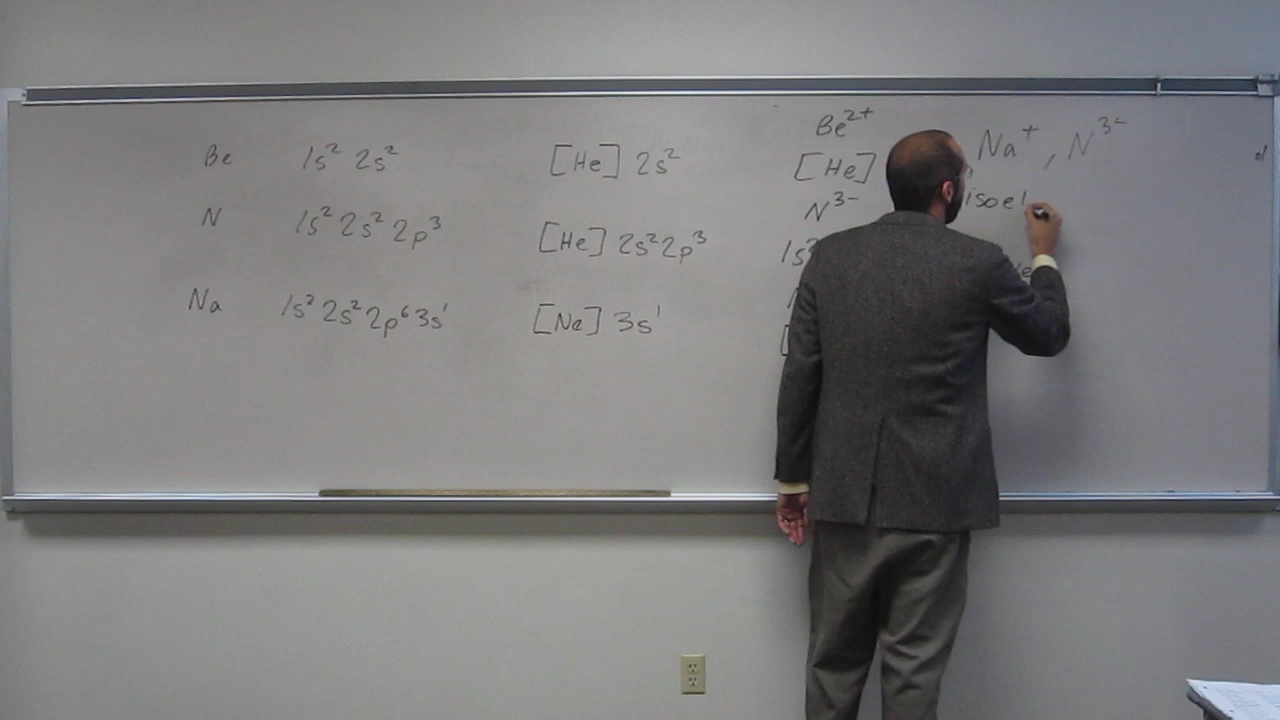 Be 1s² 2s²
[He] 2s²
N 1s² 2s² 2p³
[He] 2s² 2p³
Na 1s² 2s² 2p⁶ 3s¹
[Ne] 3s¹
Be²⁺
[He]
N³⁻
1s²
Na⁺, N³⁻
isoel